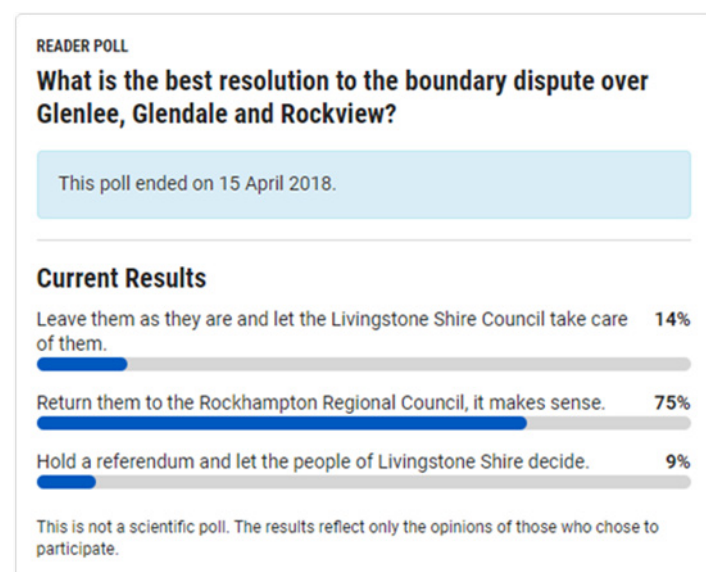 READER POLL
What is the best resolution to the boundary dispute over
Glenlee, Glendale and Rockview?
This poll ended on 15 April 2018.
Current Results
Leave them as they are and let the Livingstone Shire Council take care 14%
of them.
Return them to the Rockhampton Regional Council, it makes sense. 75%
Hold a referendum and let the people of Livingstone Shire decide. 9%
This is not a scientific poll. The results reflect only the opinions of those who chose to
participate.